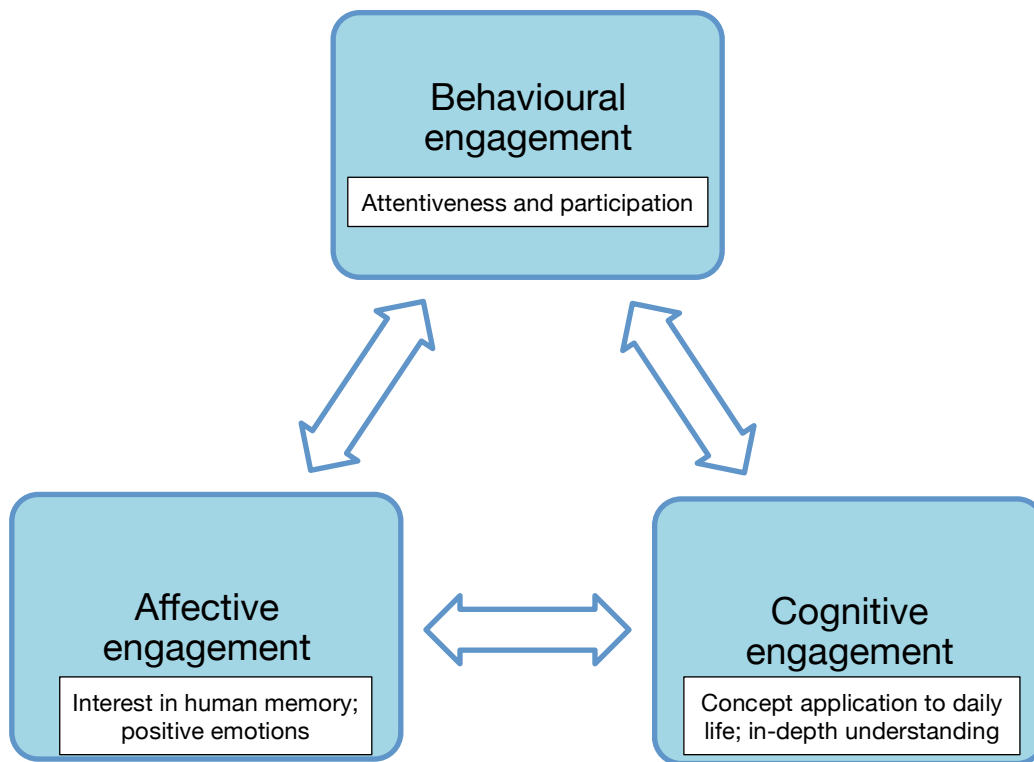 Behavioural
engagement
Attentiveness and participation
Affective
engagement
Interest in human memory;
positive emotions
Cognitive
engagement
Concept application to daily
life; in-depth understanding